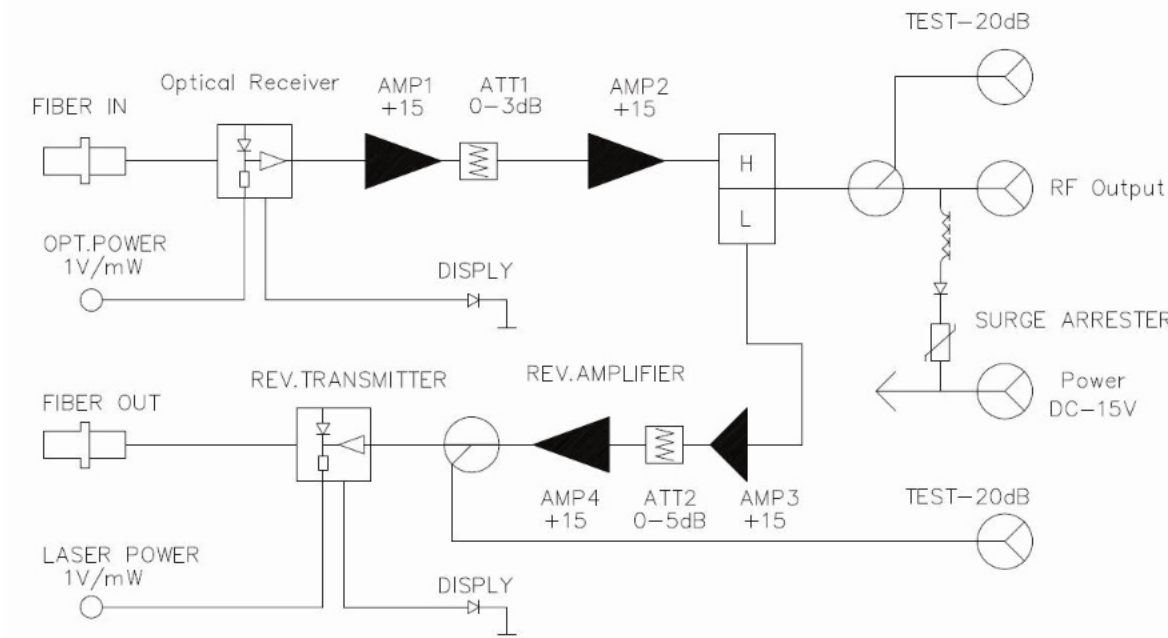 TEST-20dB
Optical Receiver
AMP1
+15
ATT1
0-3dB
AMP2
+15
FIBER IN
H
L
RF Output
OPT.POWER
1V/mW
DISPLY
SURGE ARRESTER
REV.TRANSMITTER
REV.AMPLIFIER
Power
DC-15V
FIBER OUT
AMP4
+15
ATT2
0-5dB
AMP3
+15
TEST-20dB
LASER POWER
1V/mW
DISPLY